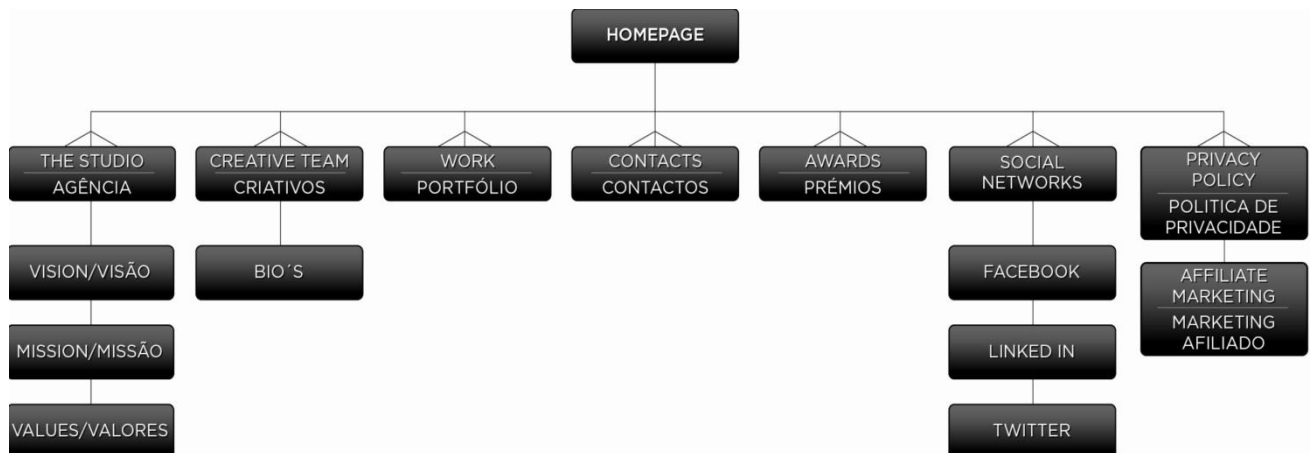 HOMEPAGE
THE STUDIO
AGÊNCIA
CREATIVE TEAM
CRIATIVOS
WORK
PORTFÓLIO
CONTACTS
CONTACTOS
AWARDS
PRÉMIOS
SOCIAL
NETWORKS
PRIVACY
POLICY
POLITICA DE
PRIVACIDADE
VISION/VISÃO
BIO´S
FACEBOOK
AFFILIATE
MARKETING
MARKETING
AFILIADO
MISSION/MISSÃO
LINKED IN
VALUES/VALORES
TWITTER